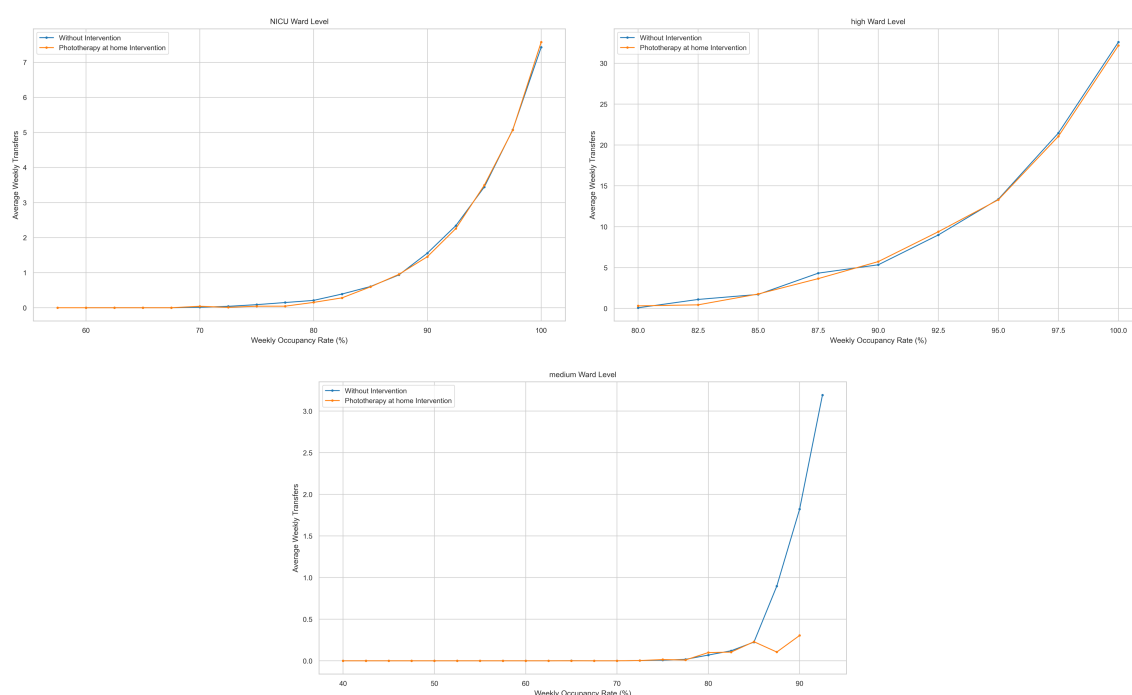 NICU Ward Level
Without Intervention
Phototherapy at home Intervention
Average Weekly Transfers
7
6
5
4
3
2
1
0
60
70
80
90
100
Weekly Occupancy Rate (%)
high Ward Level
Without Intervention
Phototherapy at home Intervention
Average Weekly Transfers
30
25
20
15
10
5
0
80.0
82.5
85.0
87.5
90.0
92.5
95.0
97.5
100.0
Weekly Occupancy Rate (%)
medium Ward Level
Without Intervention
Phototherapy at home Intervention
Average Weekly Transfers
3.0
2.5
2.0
1.5
1.0
0.5
0.0
40
50
60
70
80
90
Weekly Occupancy Rate (%)